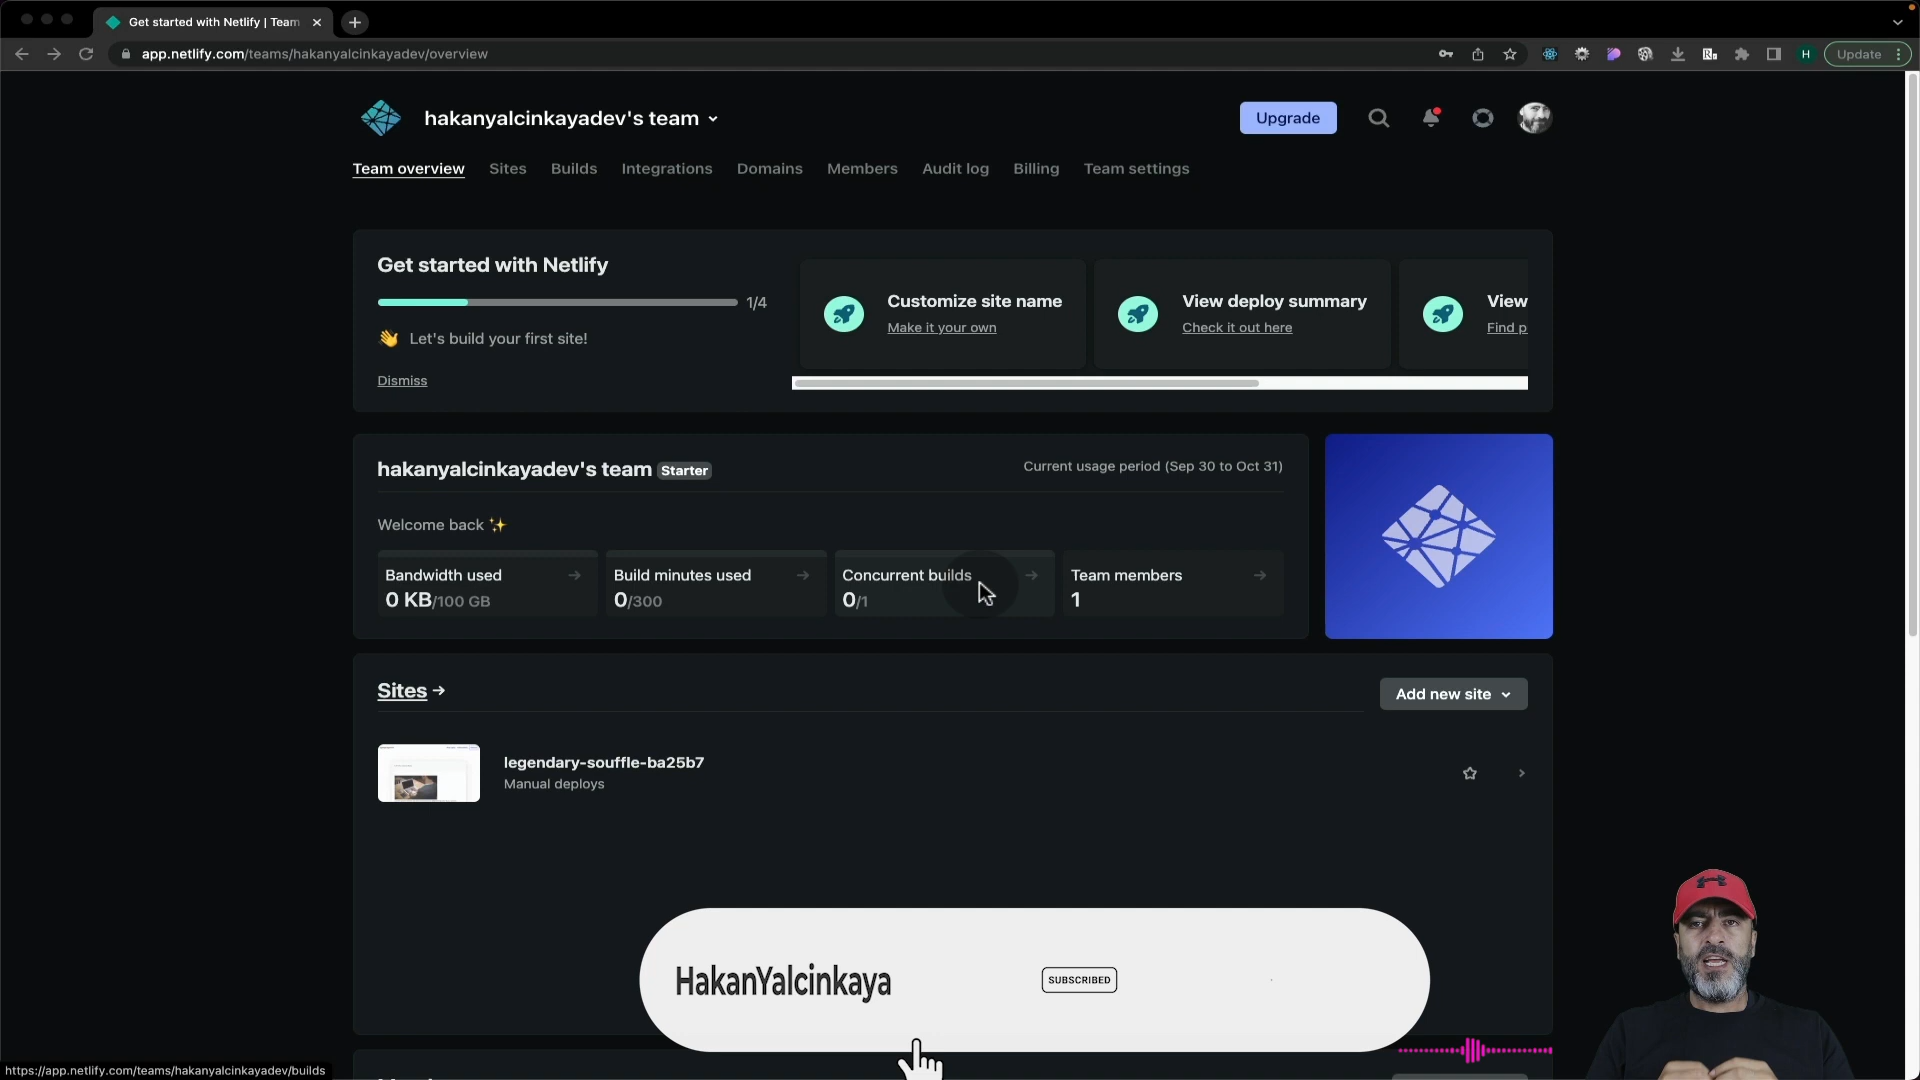 Get started with Netlify | Team
app.netlify.com/teams/hakanyalcinkayadev/overview
H
Update
hakanyalcinkayadev's team
Upgrade
Team overview Sites Builds Integrations Domains Members Audit log Billing Team settings
Get started with Netlify
1/4
👋 Let's build your first site!
Dismiss
Customize site name
Make it your own
View deploy summary
Check it out here
View
Find p
hakanyalcinkayadev's team Starter
Current usage period (Sep 30 to Oct 31)
Welcome back ✨
Bandwidth used
0 KB/100 GB
Build minutes used
0/300
Concurrent builds
0/1
Team members
1
Sites →
Add new site
legendary-souffle-ba25b7
Manual deploys
HakanYalcinkaya
SUBSCRIBED
https://app.netlify.com/teams/hakanyalcinkayadev/builds